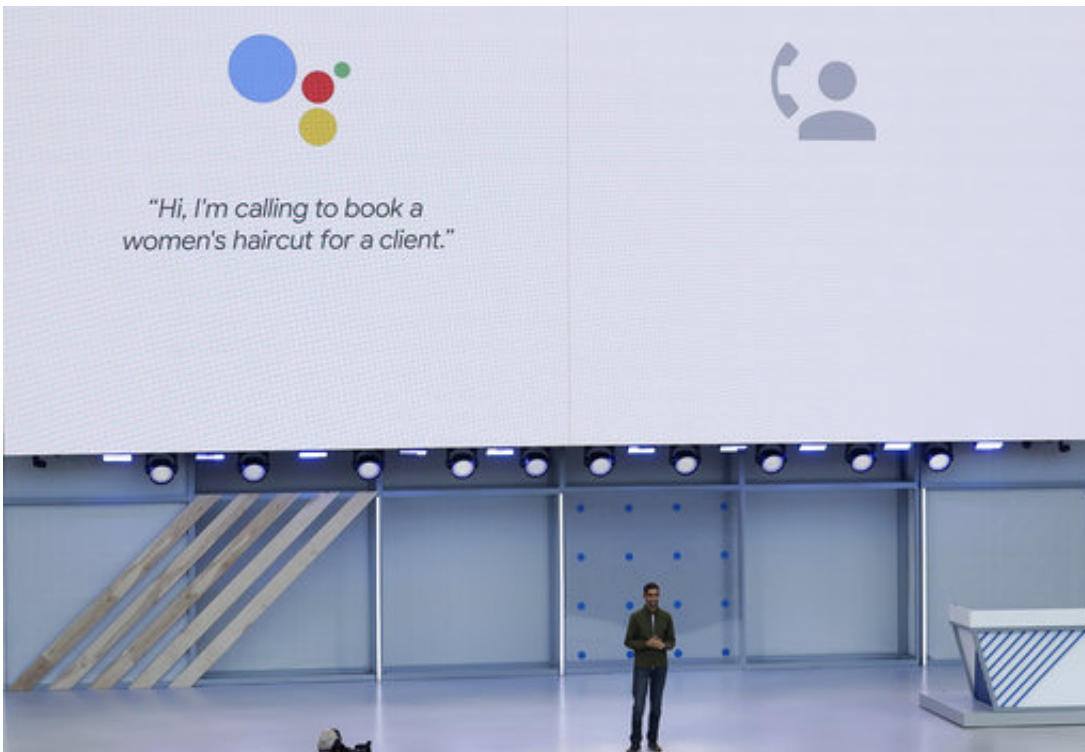 “Hi, I'm calling to book a
women's haircut for a client.”